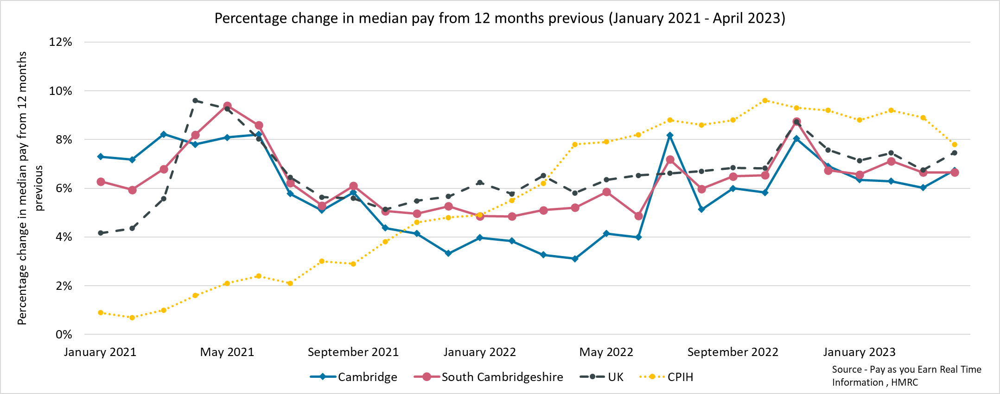 Percentage change in median pay from 12 months previous (January 2021 - April 2023)
Percentage change in median pay from 12 months
previous
12%
10%
8%
6%
4%
2%
0%
January 2021
May 2021
September 2021
January 2022
May 2022
September 2022
January 2023
Cambridge
South Cambridgeshire
UK
CPIH
Source - Pay as you Earn Real Time
Information , HMRC